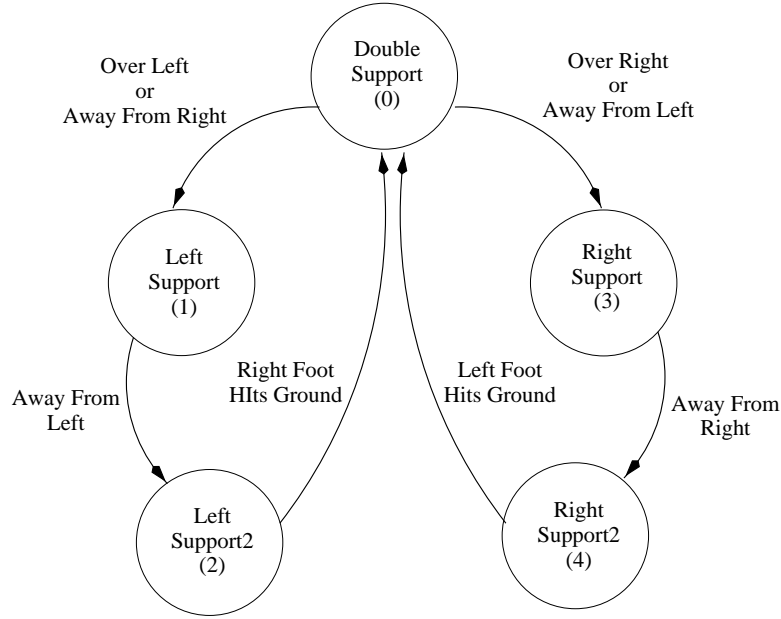 Double
Support
(0)
Over Left
or
Away From Right
Over Right
or
Away From Left
Left
Support
(1)
Right
Support
(3)
Right Foot
HIts Ground
Left Foot
Hits Ground
Away From
Left
Away From
Right
Left
Support2
(2)
Right
Support2
(4)